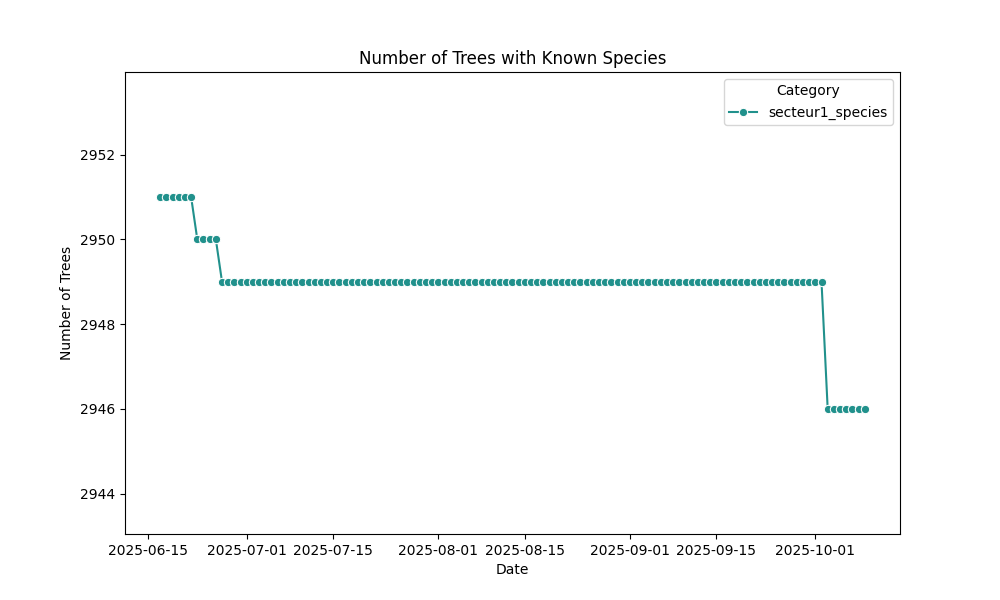 Number of Trees with Known Species
Category
secteur1_species
2952
2950
2948
2946
2944
Number of Trees
2025-06-15 2025-07-01 2025-07-15 2025-08-01 2025-08-15 2025-09-01 2025-09-15 2025-10-01
Date